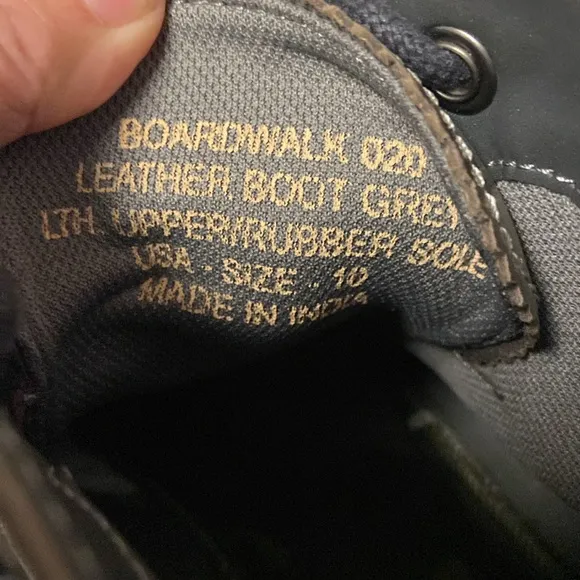 BOARDWALK 020
LEATHER BOOT GREY
LTH. UPPER/RUBBER SOLE
USA - SIZE - 10
MADE IN INDIA